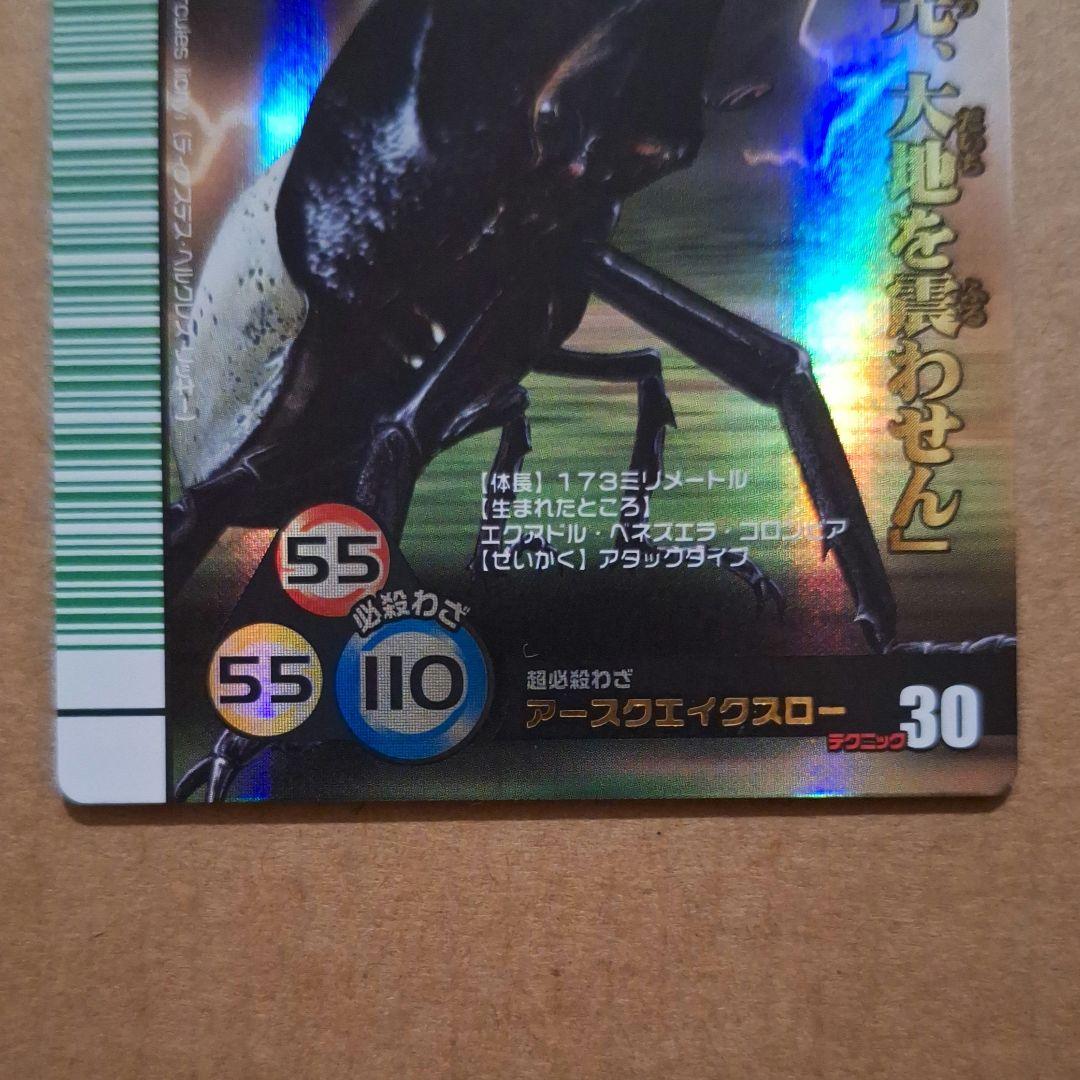 光、大地を震わせん」
【体長】173ミリメートル
【生まれたところ】
エクアドル・ベネズエラ・コロンビア
【せいかく】アタックタイプ
55
必殺わざ
55
110
超必殺わざ
アースクエイクスロー
テクニック30